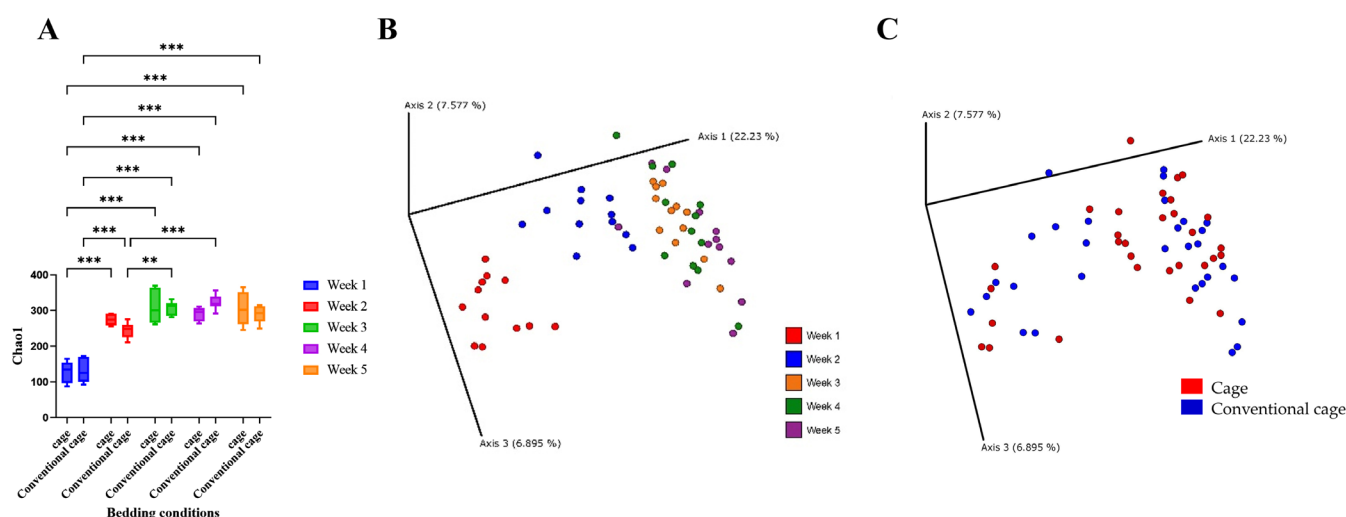 A
B
C
***
***
***
***
***
***
***
***
***
**
400
300
200
100
0
Chao1
cage
Conventional cage
cage
Conventional cage
cage
Conventional cage
cage
Conventional cage
cage
Conventional cage
Bedding conditions
Week 1
Week 2
Week 3
Week 4
Week 5
Axis 2 (7.577 %)
Axis 1 (22.23 %)
Axis 3 (6.895 %)
Week 1
Week 2
Week 3
Week 4
Week 5
Axis 2 (7.577 %)
Axis 1 (22.23 %)
Axis 3 (6.895 %)
Cage
Conventional cage